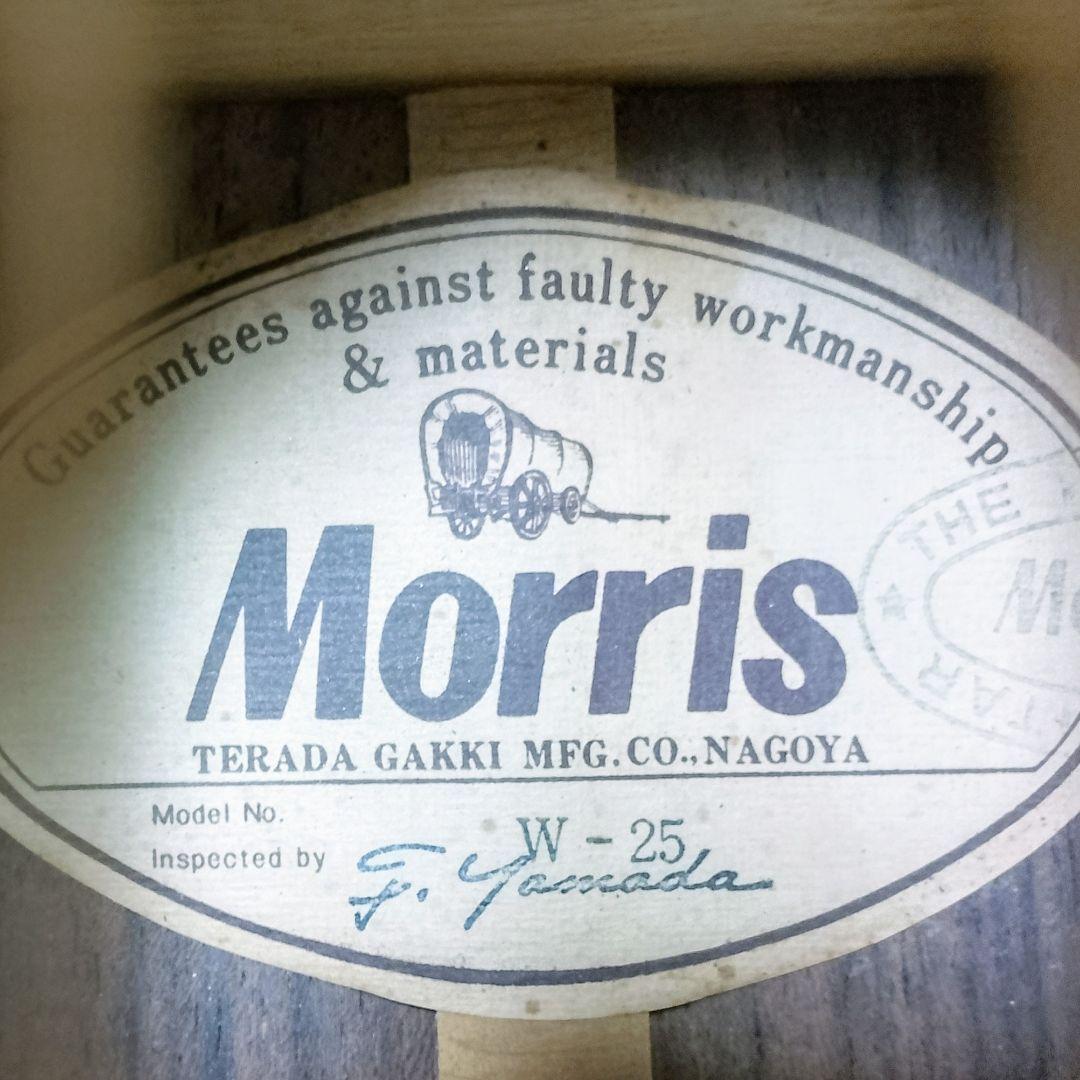 Guarantees against faulty workmanship
& materials
Morris
TERADA GAKKI MFG. CO., NAGOYA
Model No. W - 25
Inspected by F. Yamada
THE